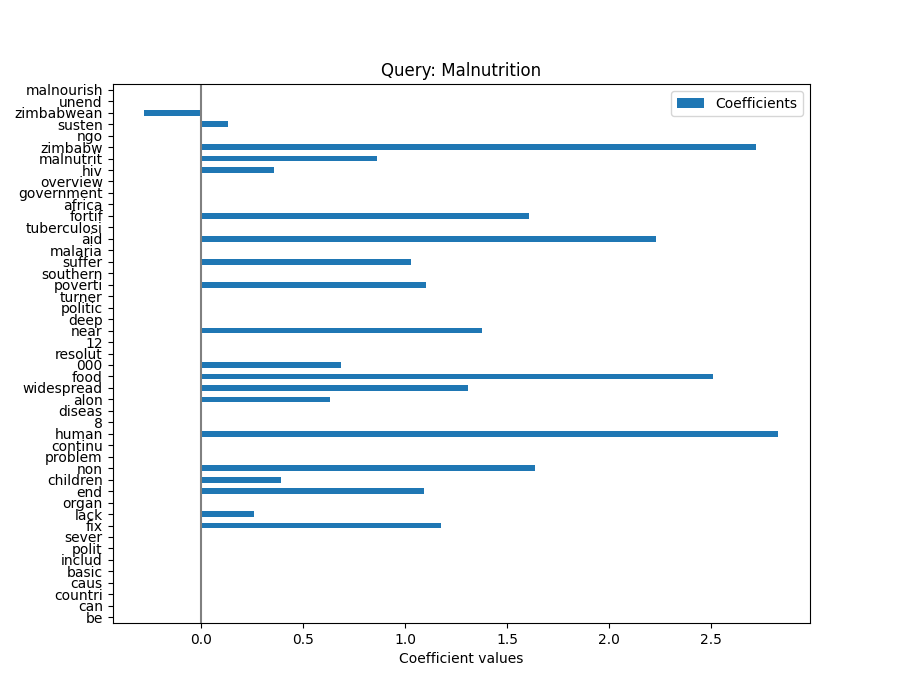 Query: Malnutrition
Coefficients
malnourish
unend
zimbabwean
susten
ngo
zimbabw
malnutrit
hiv
overview
government
africa
fortif
tuberculosi
aid
malaria
suffer
southern
poverti
turner
politic
deep
near
12
resolut
000
food
widespread
alon
diseas
8
human
continu
problem
non
children
end
organ
lack
fix
sever
polit
includ
basic
caus
countri
can
be
0.0 0.5 1.0 1.5 2.0 2.5
Coefficient values